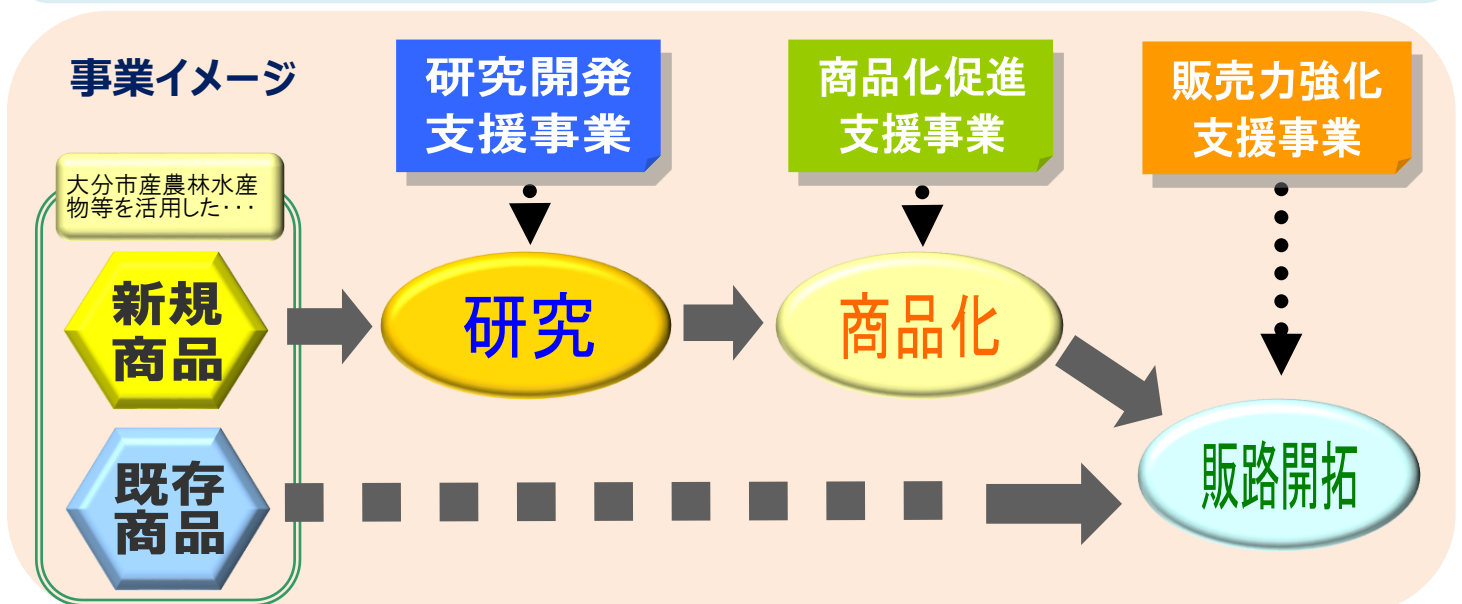 事業イメージ
研究開発
支援事業
商品化促進
支援事業
販売力強化
支援事業
大分市産農林水産
物等を活用した・・・
新規
商品
研究
商品化
既存
商品
販路開拓